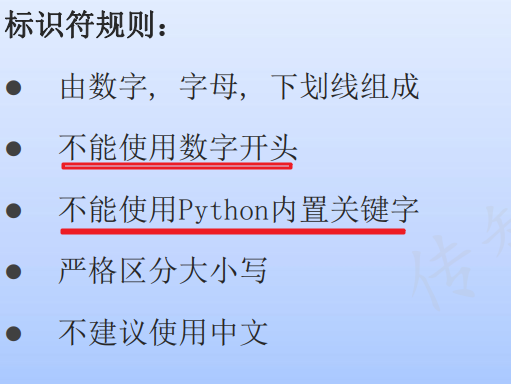 标识符规则：
● 由数字，字母，下划线组成
● 不能使用数字开头
● 不能使用Python内置关键字
● 严格区分大小写
● 不建议使用中文
传